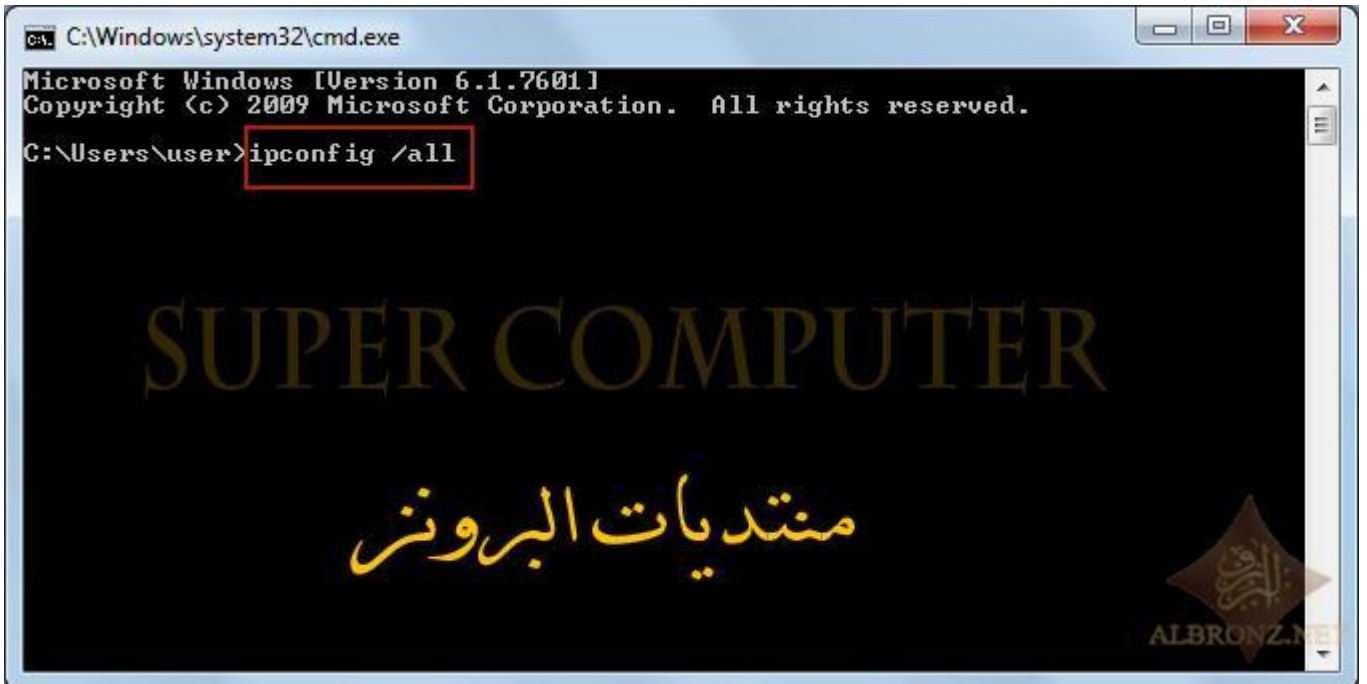 C:\Windows\system32\cmd.exe
Microsoft Windows [Version 6.1.7601]
Copyright (c) 2009 Microsoft Corporation.  All rights reserved.
C:\Users\user>ipconfig /all
SUPER COMPUTER
منتديات البرونز
البرونز
ALBRONZ.NET